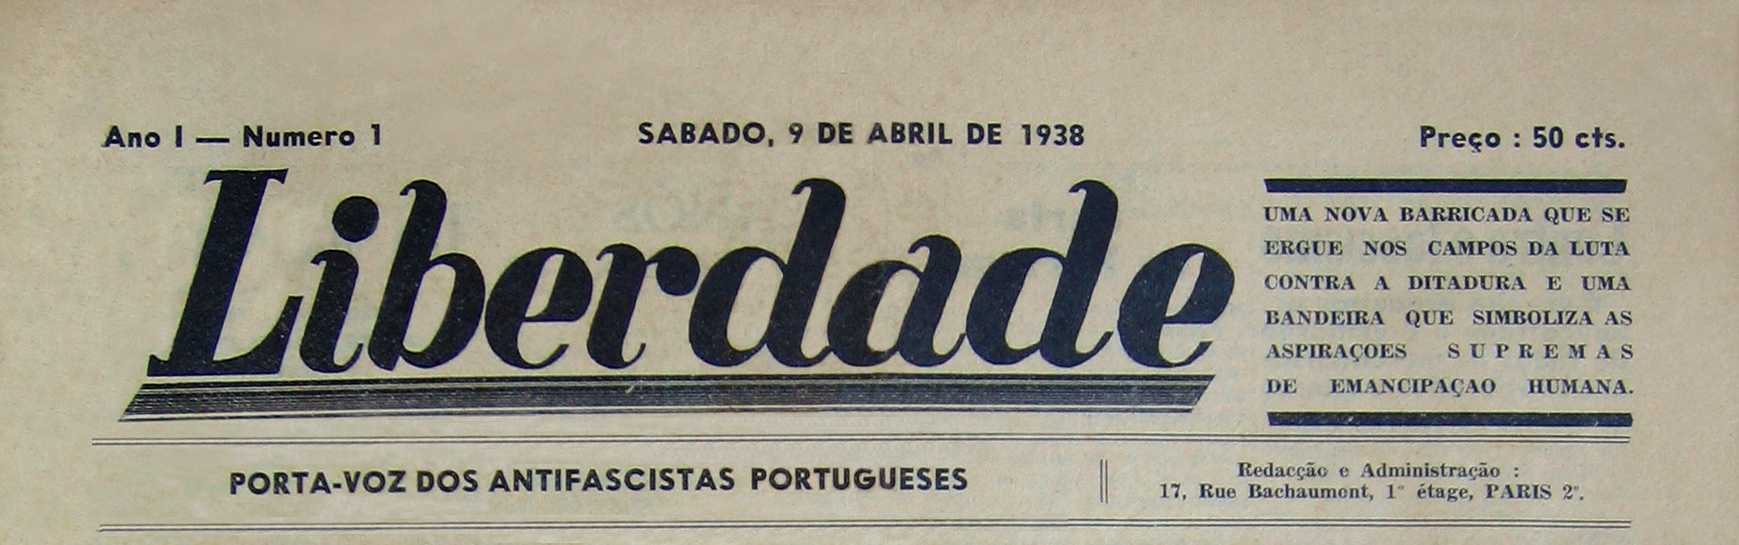 Ano I — Numero 1
SABADO, 9 DE ABRIL DE 1938
Preço : 50 cts.
Liberdade
UMA NOVA BARRICADA QUE SE
ERGUE NOS CAMPOS DA LUTA
CONTRA A DITADURA E UMA
BANDEIRA QUE SIMBOLIZA AS
ASPIRAÇOES SUPREMAS
DE EMANCIPAÇAO HUMANA.
PORTA-VOZ DOS ANTIFASCISTAS PORTUGUESES
Redacção e Administração :
17, Rue Bachaumont, 1º étage, PARIS 2º.